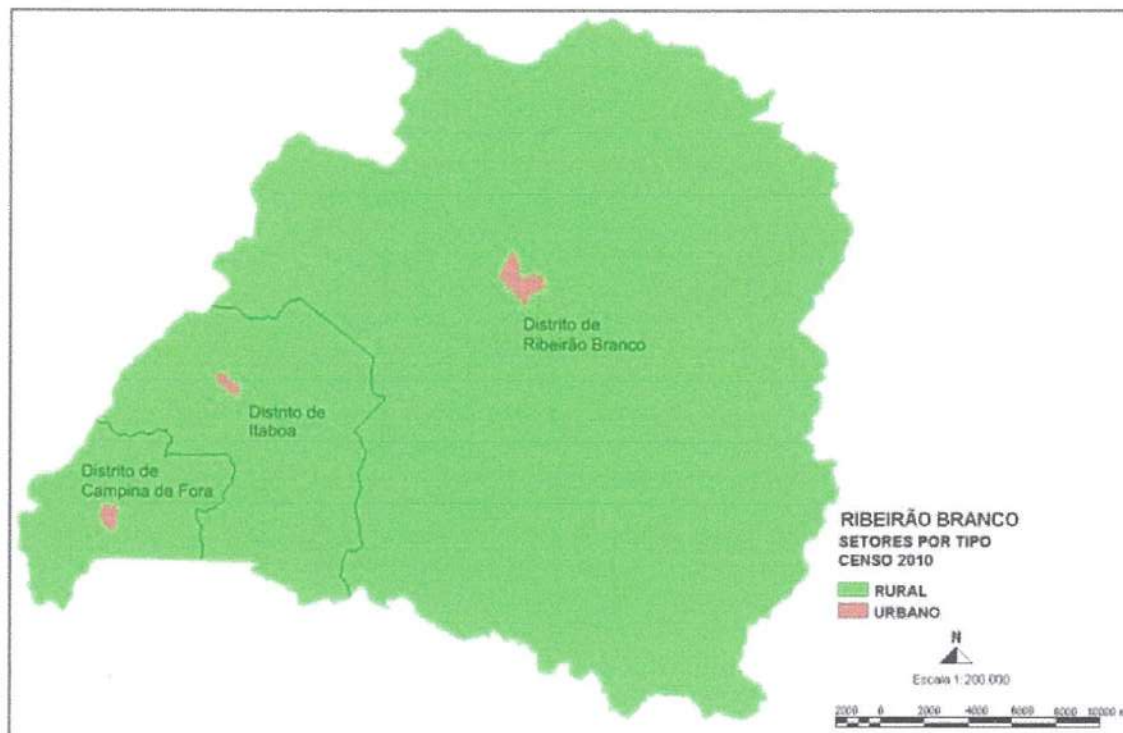 Distrito de
Ribeirão Branco
Distrito de
Itaboa
Distrito de
Campina de Fora
RIBEIRÃO BRANCO
SETORES POR TIPO
CENSO 2010
RURAL
URBANO
N
Escala 1:200.000
2000 0 2000 4000 6000 8000 10000 m